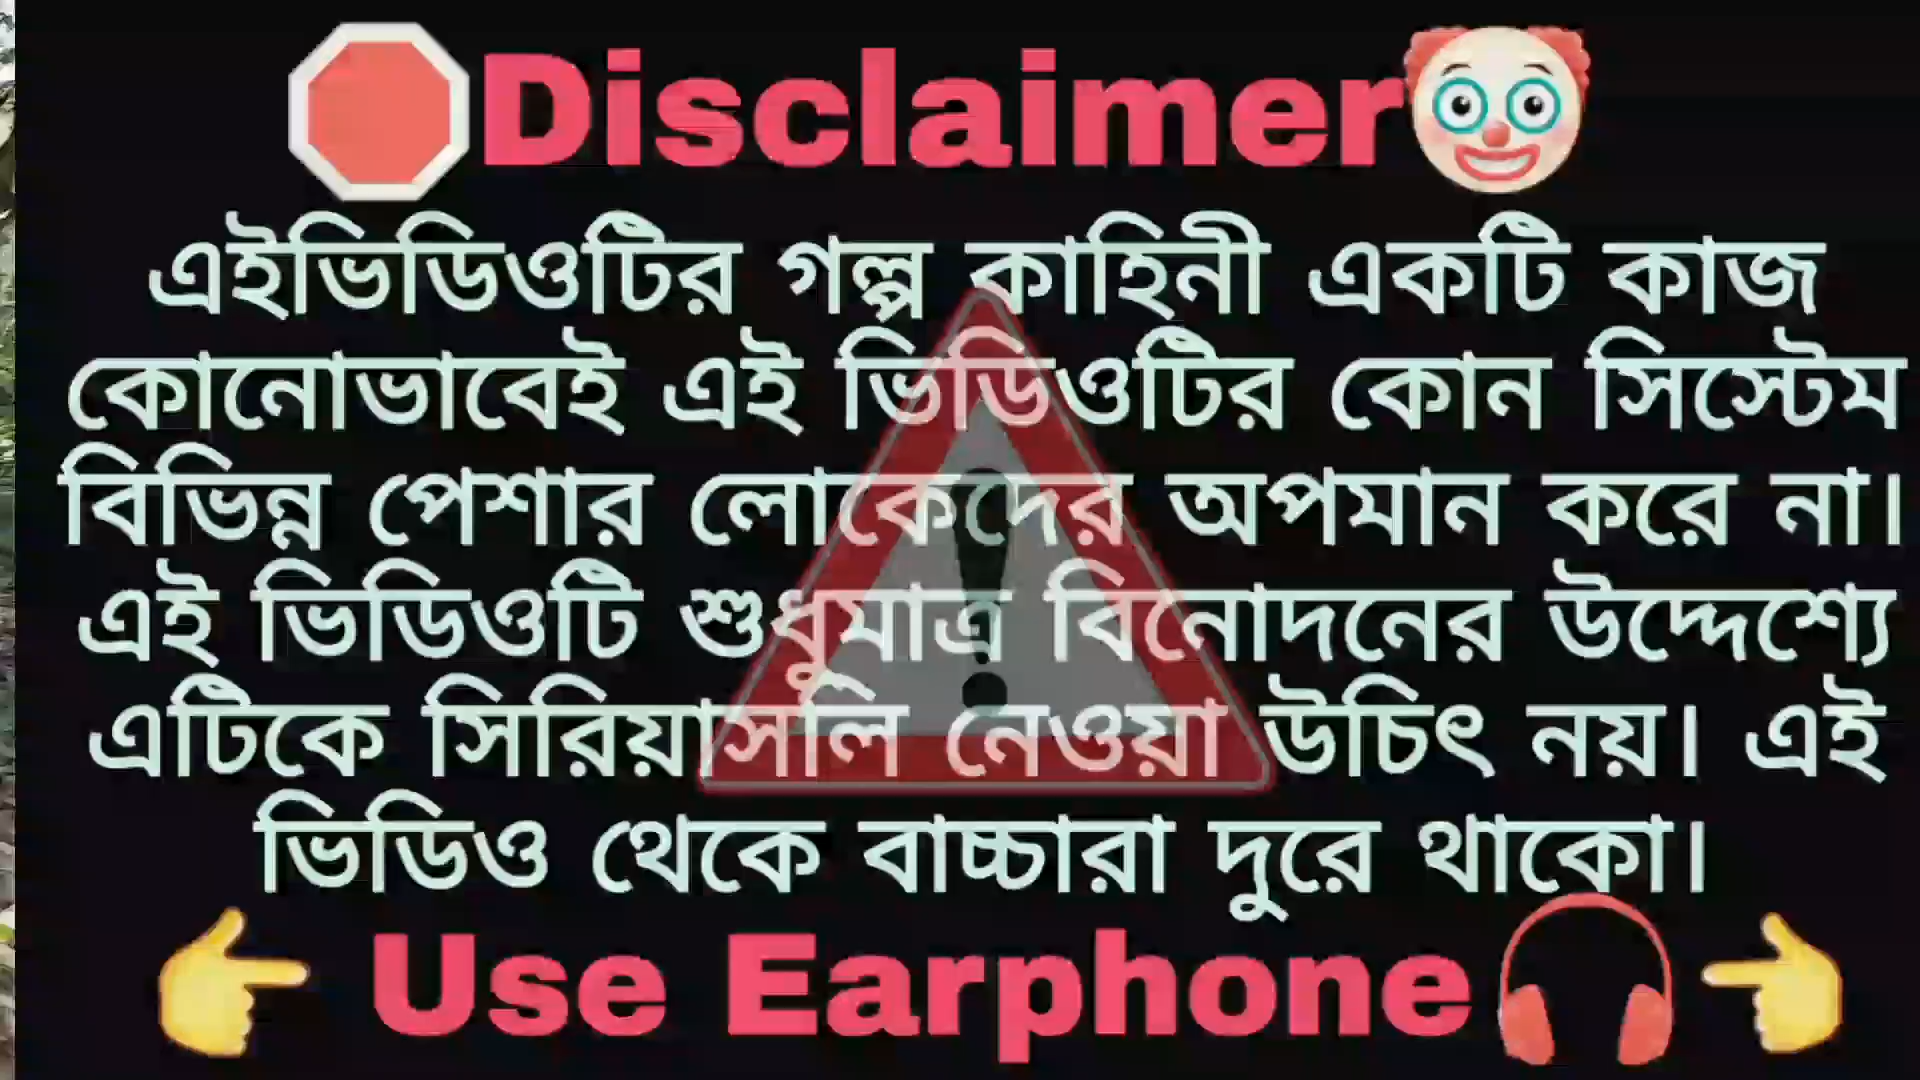 🛑Disclaimer🤡
এইভিডিওটির গল্প কাহিনী একটি কাজ
কোনোভাবেই এই ভিডিওটির কোন সিস্টেম
বিভিন্ন পেশার লোকেদের অপমান করে না।
এই ভিডিওটি শুধুমাত্র বিনোদনের উদ্দেশ্যে
এটিকে সিরিয়াসলি নেওয়া উচিৎ নয়। এই
ভিডিও থেকে বাচ্চারা দুরে থাকো।
👉 Use Earphone🎧👈